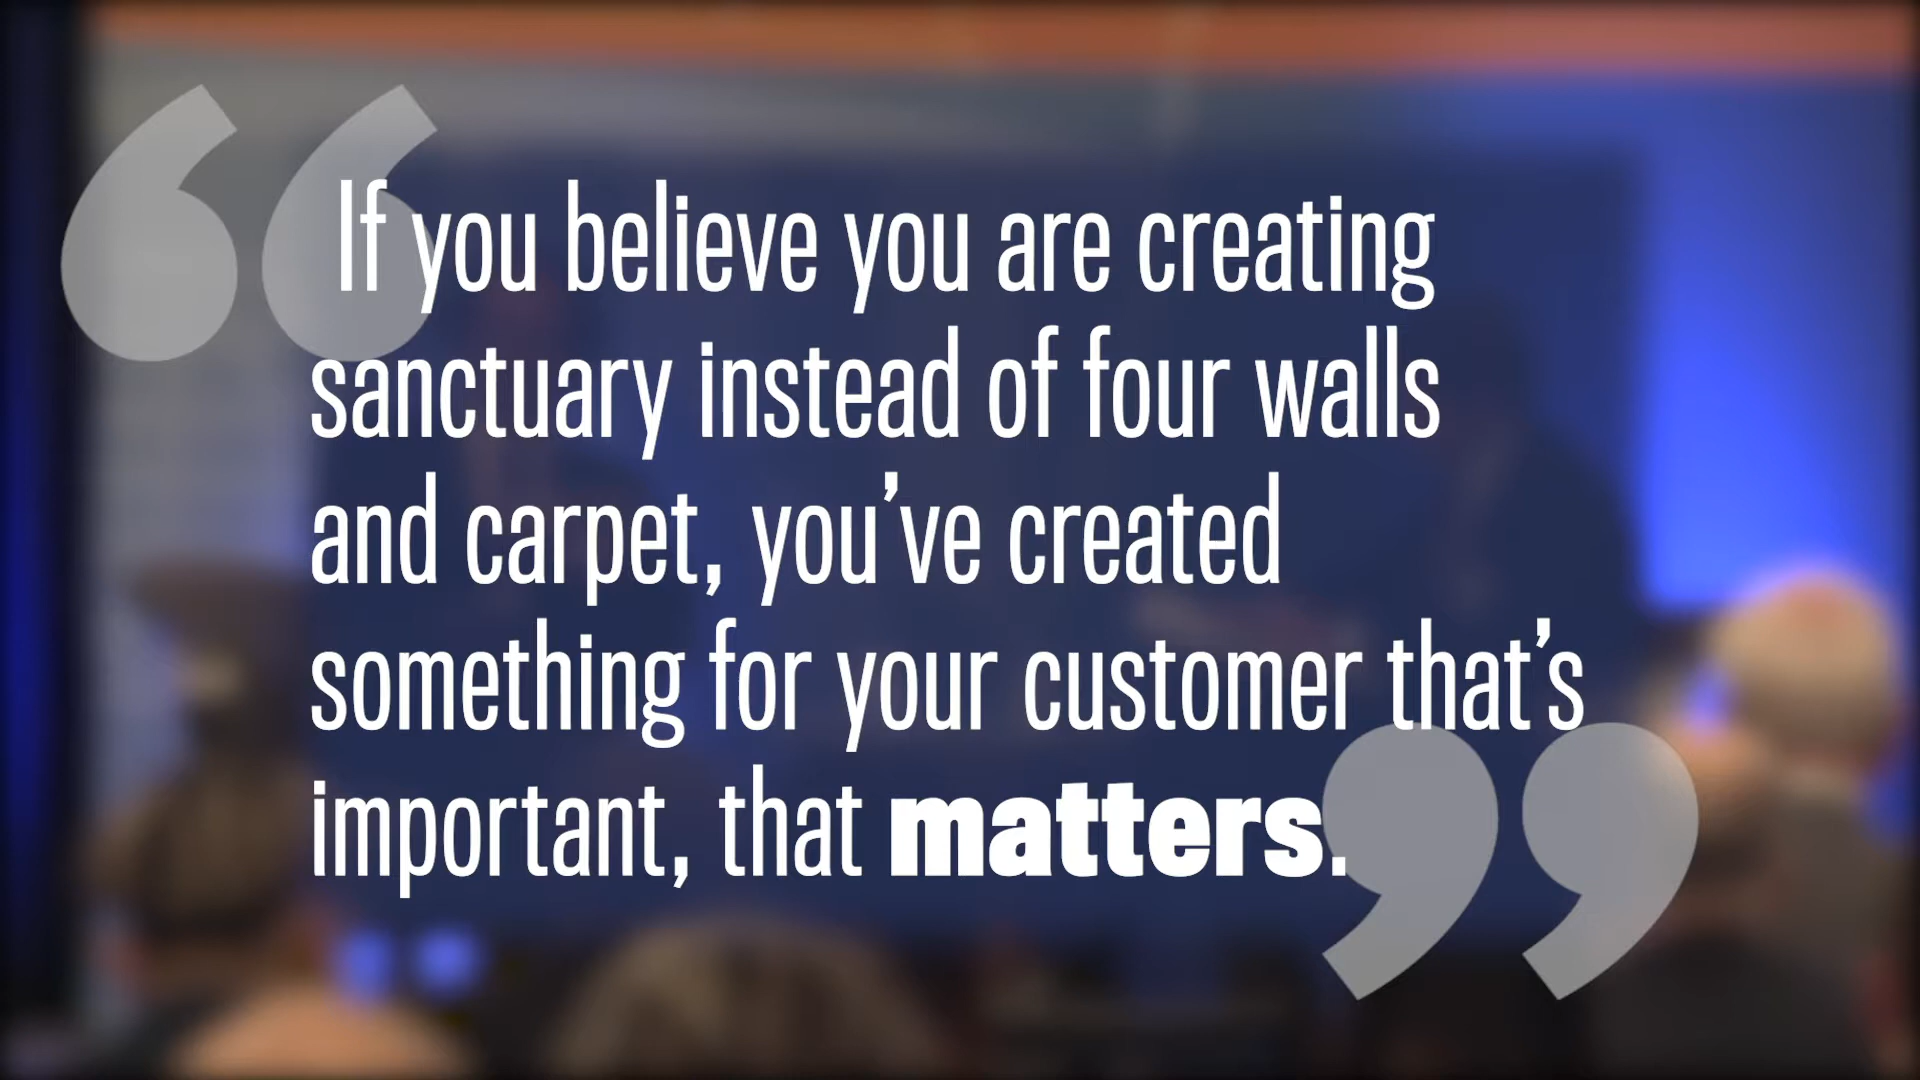 “If you believe you are creating
sanctuary instead of four walls
and carpet, you’ve created
something for your customer that’s
important, that matters.”